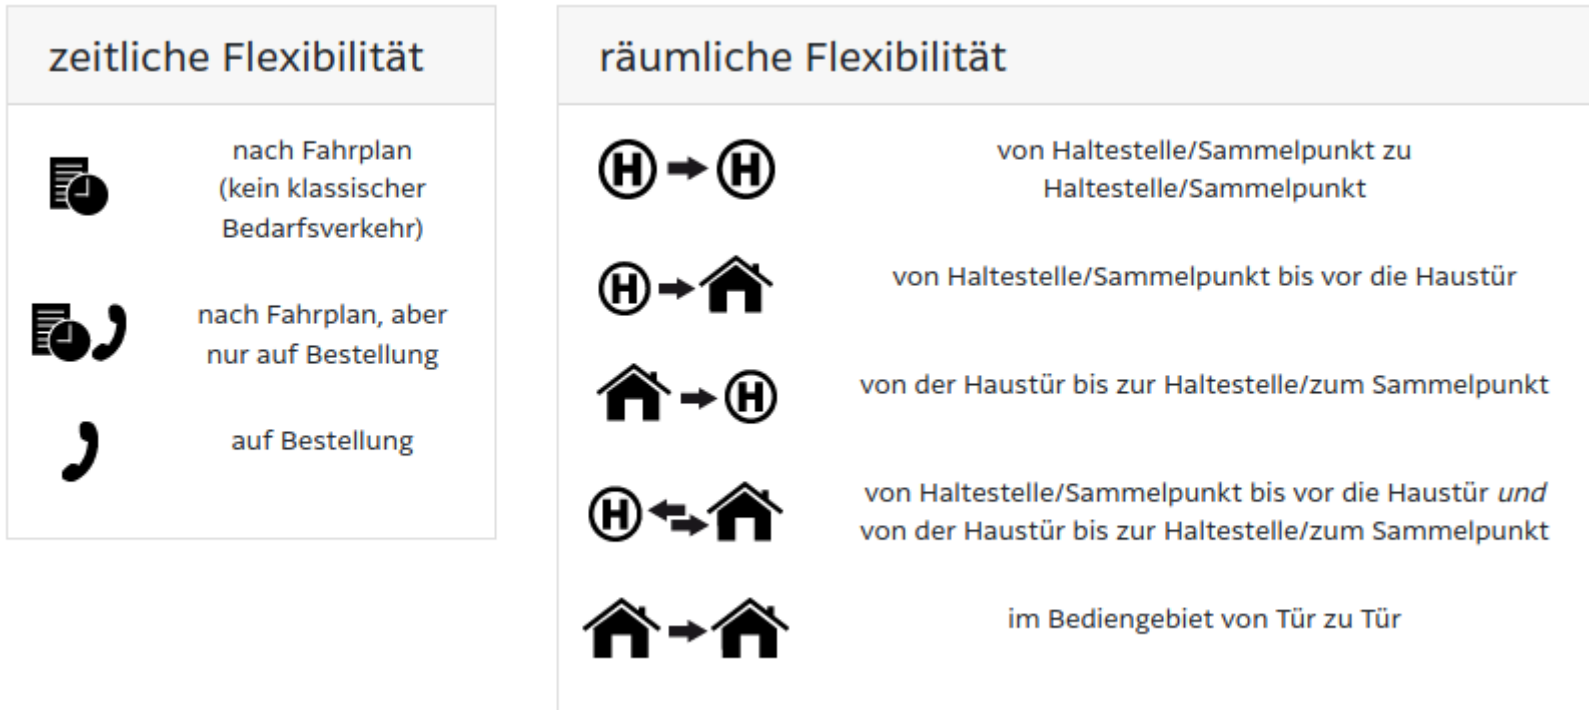 zeitliche Flexibilität
nach Fahrplan
(kein klassischer
Bedarfsverkehr)
nach Fahrplan, aber
nur auf Bestellung
auf Bestellung
räumliche Flexibilität
H H
von Haltestelle/Sammelpunkt zu
Haltestelle/Sammelpunkt
H
von Haltestelle/Sammelpunkt bis vor die Haustür
H
von der Haustür bis zur Haltestelle/zum Sammelpunkt
H
von Haltestelle/Sammelpunkt bis vor die Haustür und
von der Haustür bis zur Haltestelle/zum Sammelpunkt
im Bediengebiet von Tür zu Tür